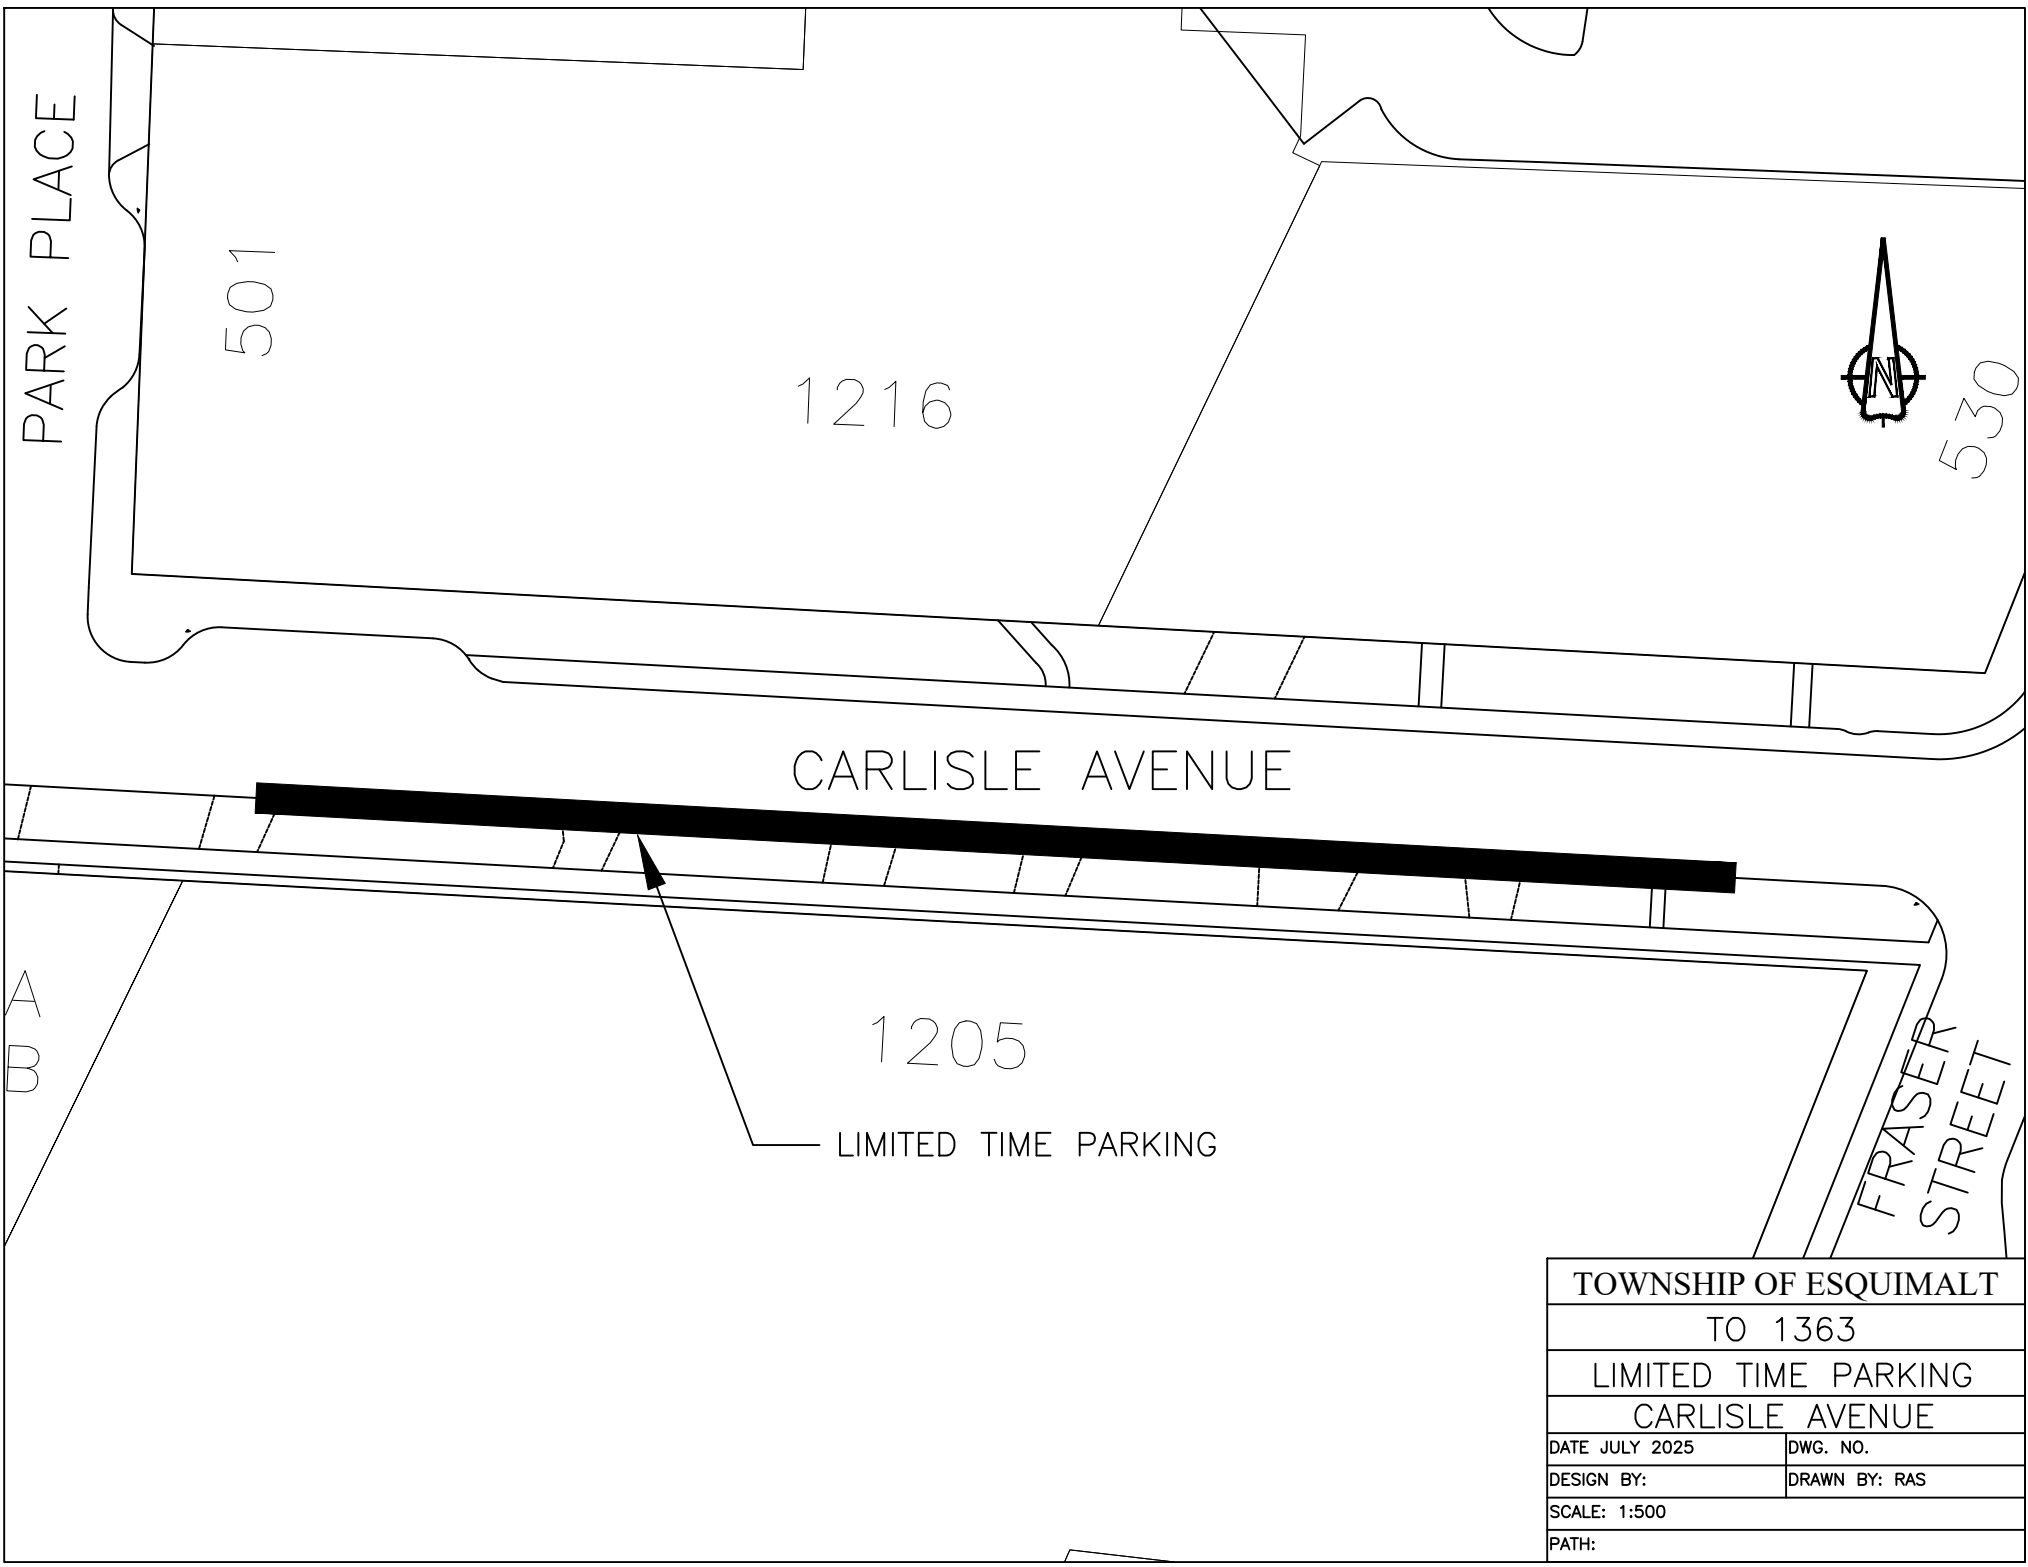 PARK PLACE
501
1216
N
530
CARLISLE AVENUE
A
B
1205
LIMITED TIME PARKING
FRASER
STREET
TOWNSHIP OF ESQUIMALT
TO 1363
LIMITED TIME PARKING
CARLISLE AVENUE
DATE JULY 2025
DWG. NO.
DESIGN BY:
DRAWN BY: RAS
SCALE: 1:500
PATH: